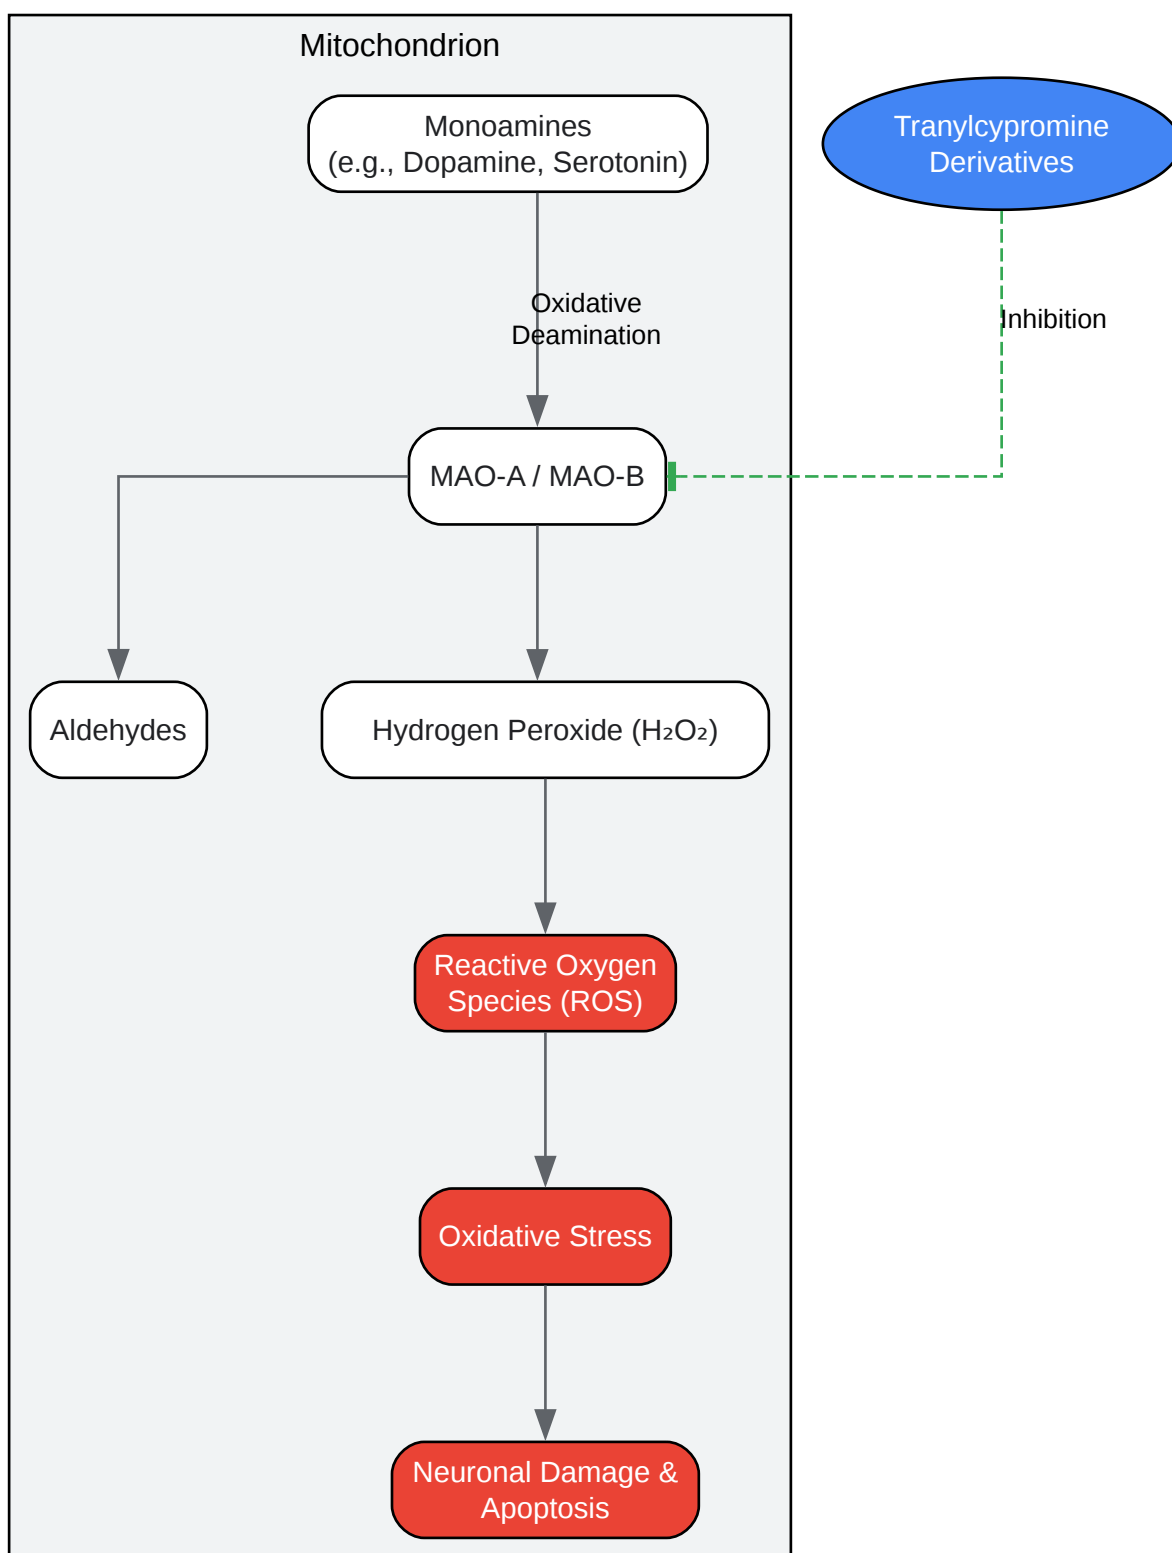 Mitochondrion
Monoamines
(e.g., Dopamine, Serotonin)
Tranylcypromine
Derivatives
Oxidative
Deamination
Inhibition
MAO-A / MAO-B
Aldehydes
Hydrogen Peroxide (H₂O₂)
Reactive Oxygen
Species (ROS)
Oxidative Stress
Neuronal Damage &
Apoptosis